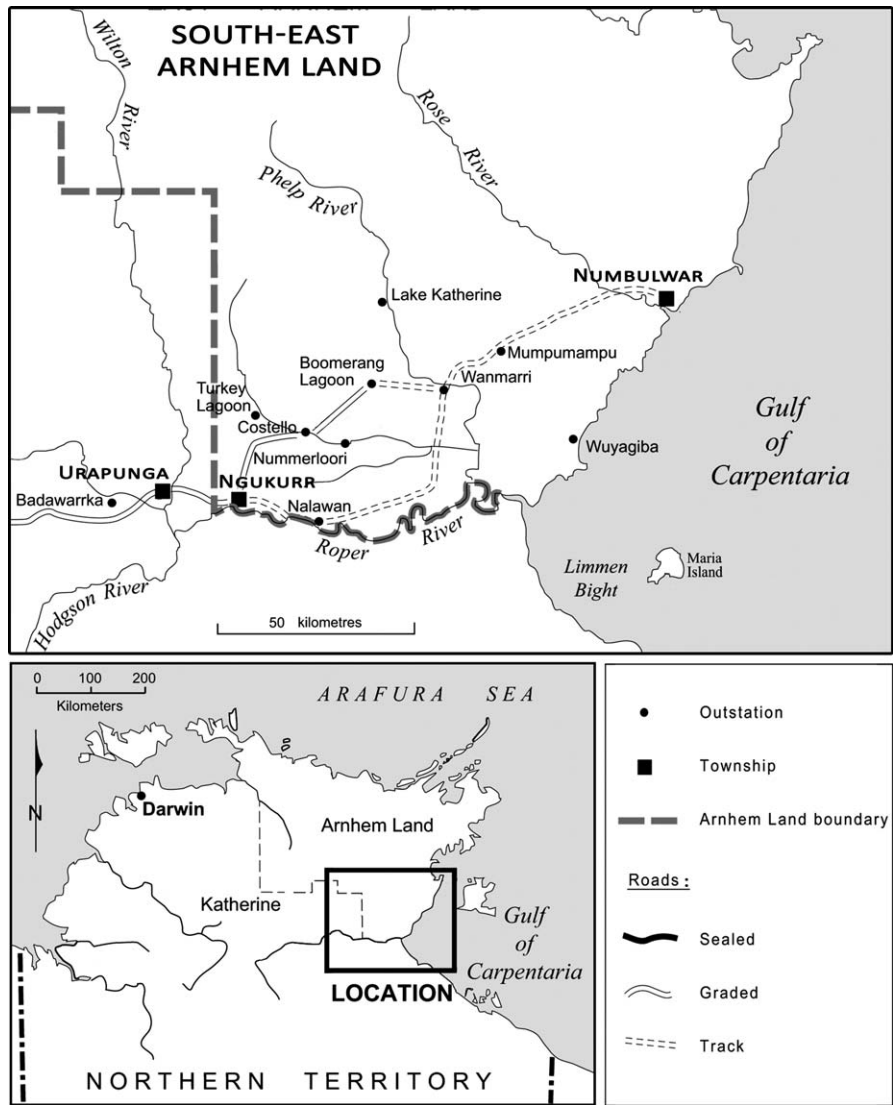 SOUTH-EAST
ARNHEM LAND
Wilton
River
Rose
River
Phelp River
NUMBULWAR
Lake Katherine
Mumpumampu
Boomerang
Lagoon
Wanmarri
Turkey
Lagoon
Costello
Nummerloori
Wuyagiba
Gulf
of
Carpentaria
URAPUNGA
NGUKURR
Badawarrka
Nalawan
Roper
River
Limmen
Bight
Maria
Island
Hodgson River
50 kilometres
0 100 200
Kilometers
ARAFURA SEA
N
Darwin
Arnhem Land
Katherine
Gulf
of
Carpentaria
LOCATION
NORTHERN TERRITORY
Outstation
Township
Arnhem Land boundary
Roads :
Sealed
Graded
Track